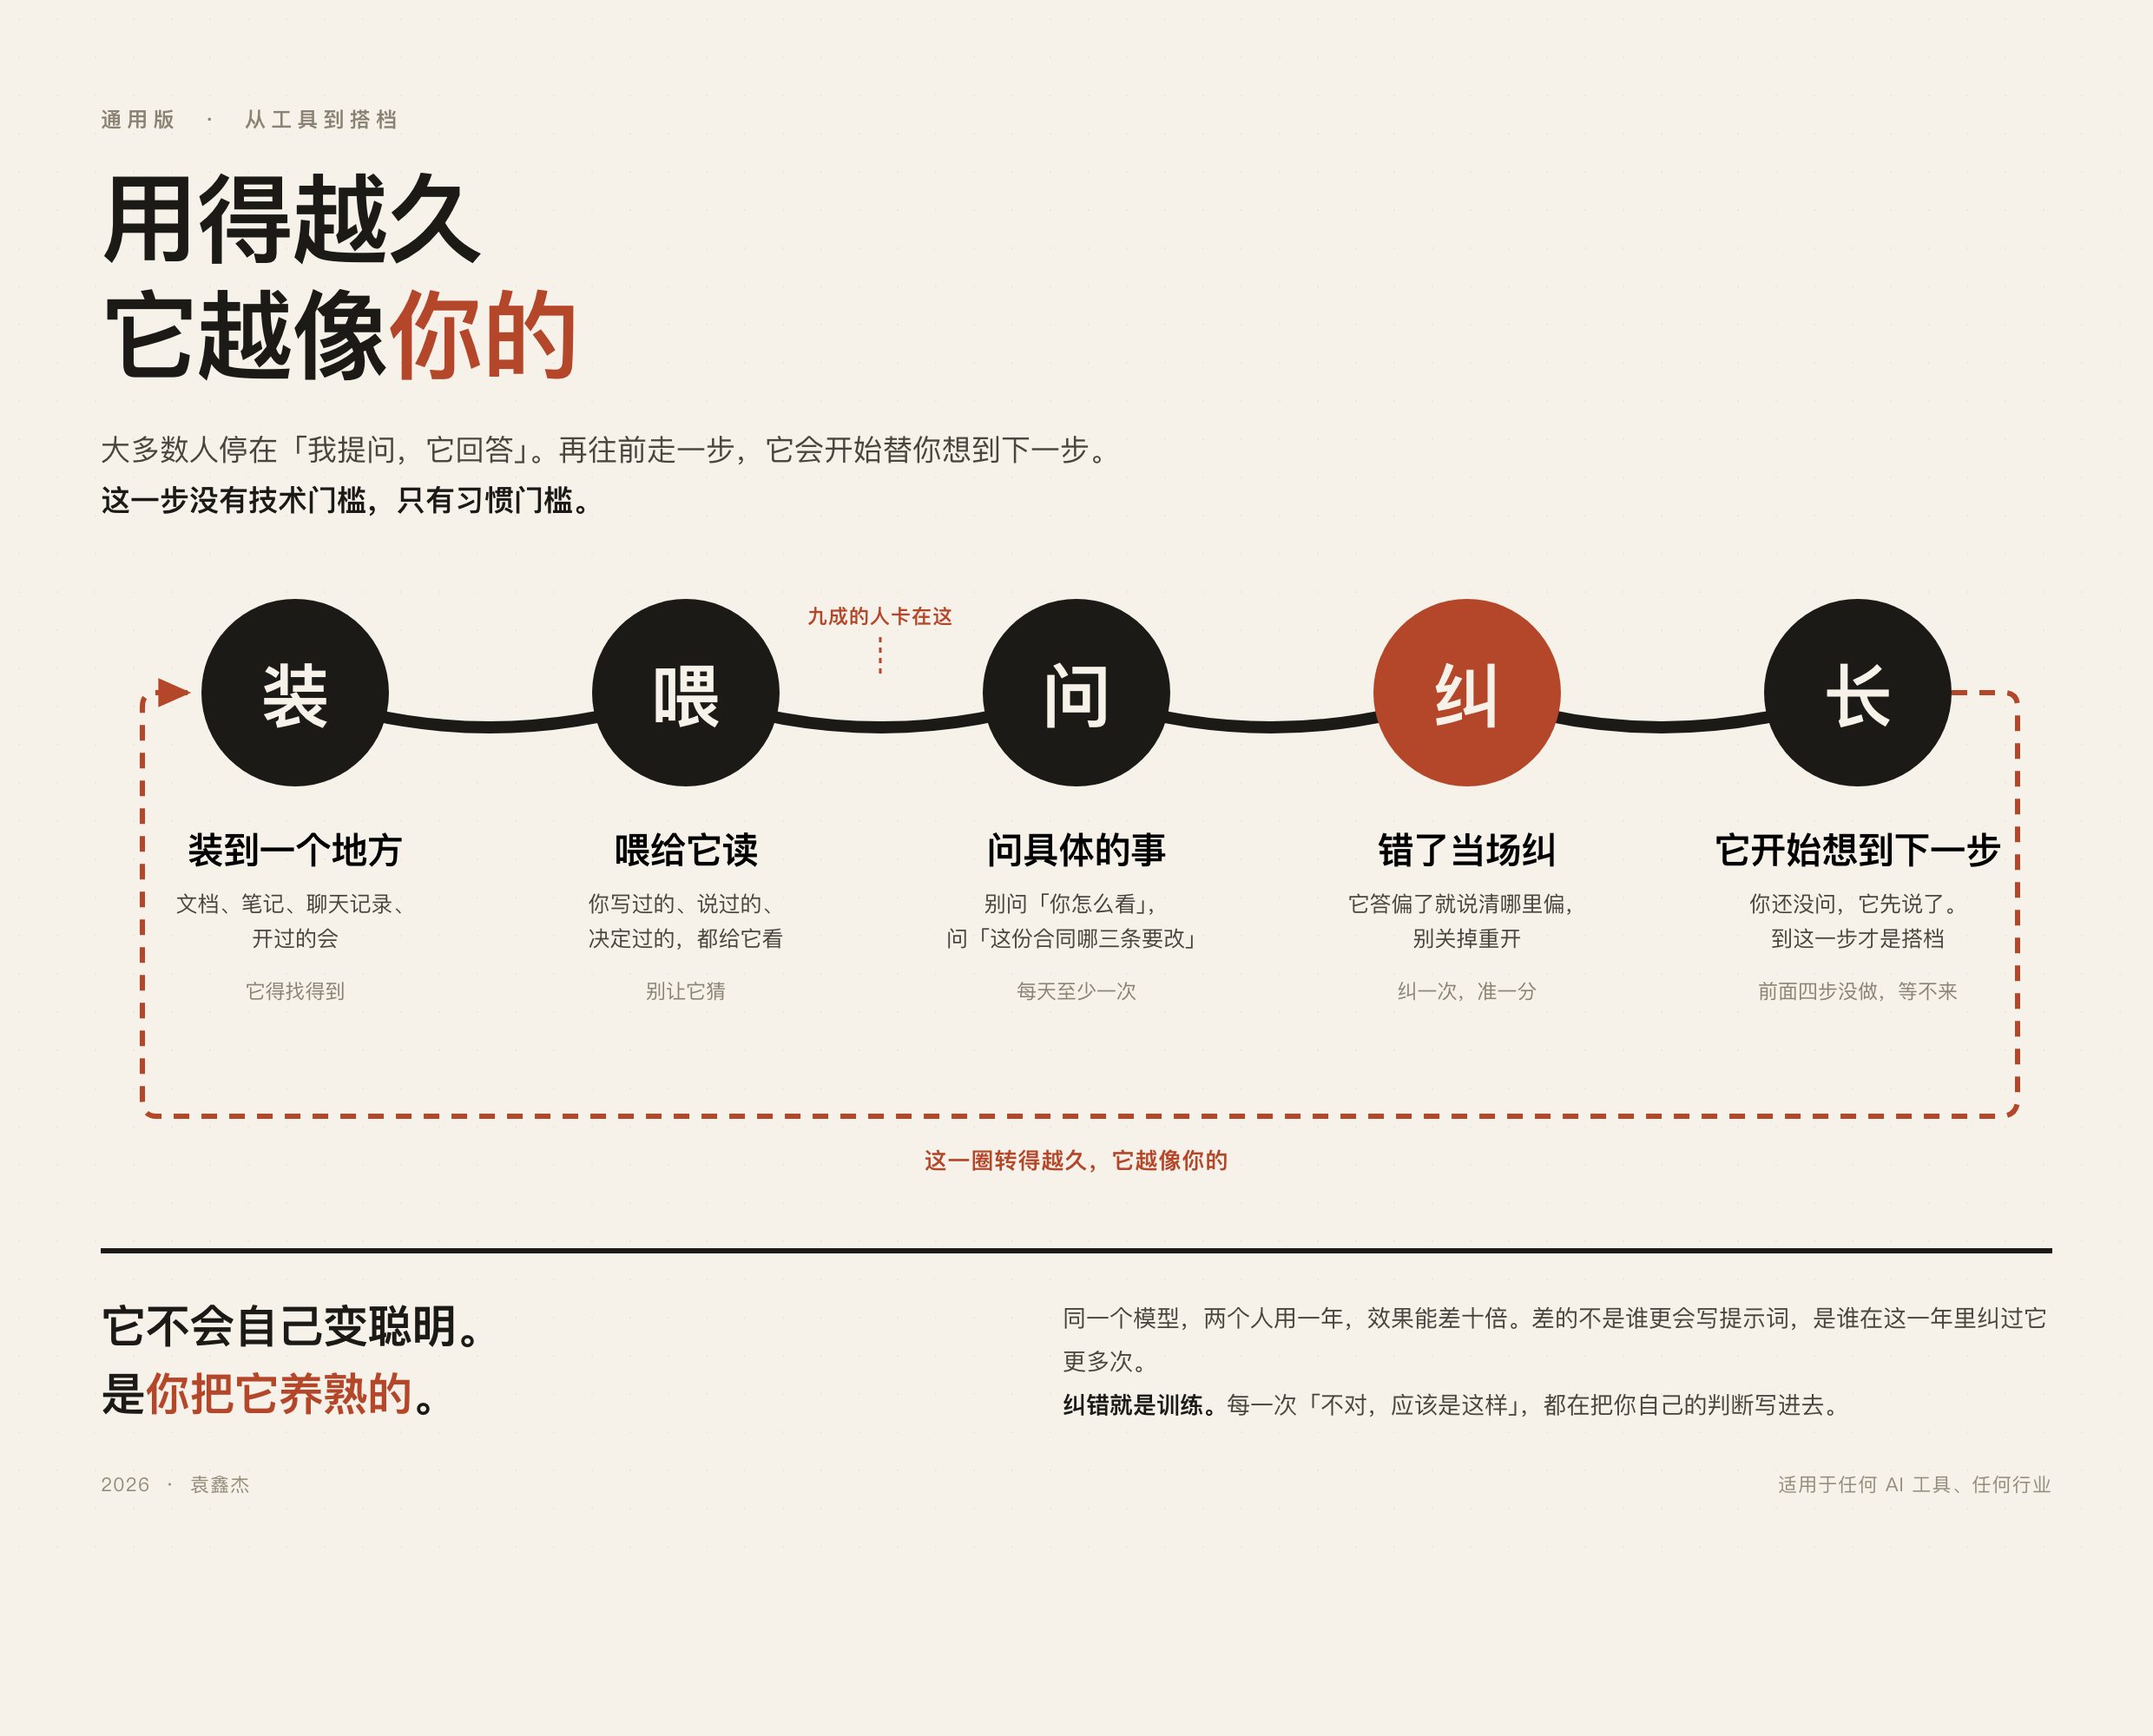 通用版 · 从工具到搭档
用得越久
它越像你的
大多数人停在「我提问，它回答」。再往前走一步，它会开始替你想到下一步。
这一步没有技术门槛，只有习惯门槛。
九成的人卡在这
装
喂
问
纠
长
装到一个地方
文档、笔记、聊天记录、
开过的会
它得找得到
喂给它读
你写过的、说过的、
决定过的，都给它看
别让它猜
问具体的事
别问「你怎么看」，
问「这份合同哪三条要改」
每天至少一次
错了当场纠
它答偏了就说清哪里偏，
别关掉重开
纠一次，准一分
它开始想到下一步
你还没问，它先说了。
到这一步才是搭档
前面四步没做，等不来
这一圈转得越久，它越像你的
它不会自己变聪明。
是你把它养熟的。
同一个模型，两个人用一年，效果能差十倍。差的不是谁更会写提示词，是谁在这一年里纠过它
更多次。
纠错就是训练。每一次「不对，应该是这样」，都在把你自己的判断写进去。
2026 · 袁鑫杰
适用于任何 AI 工具、任何行业